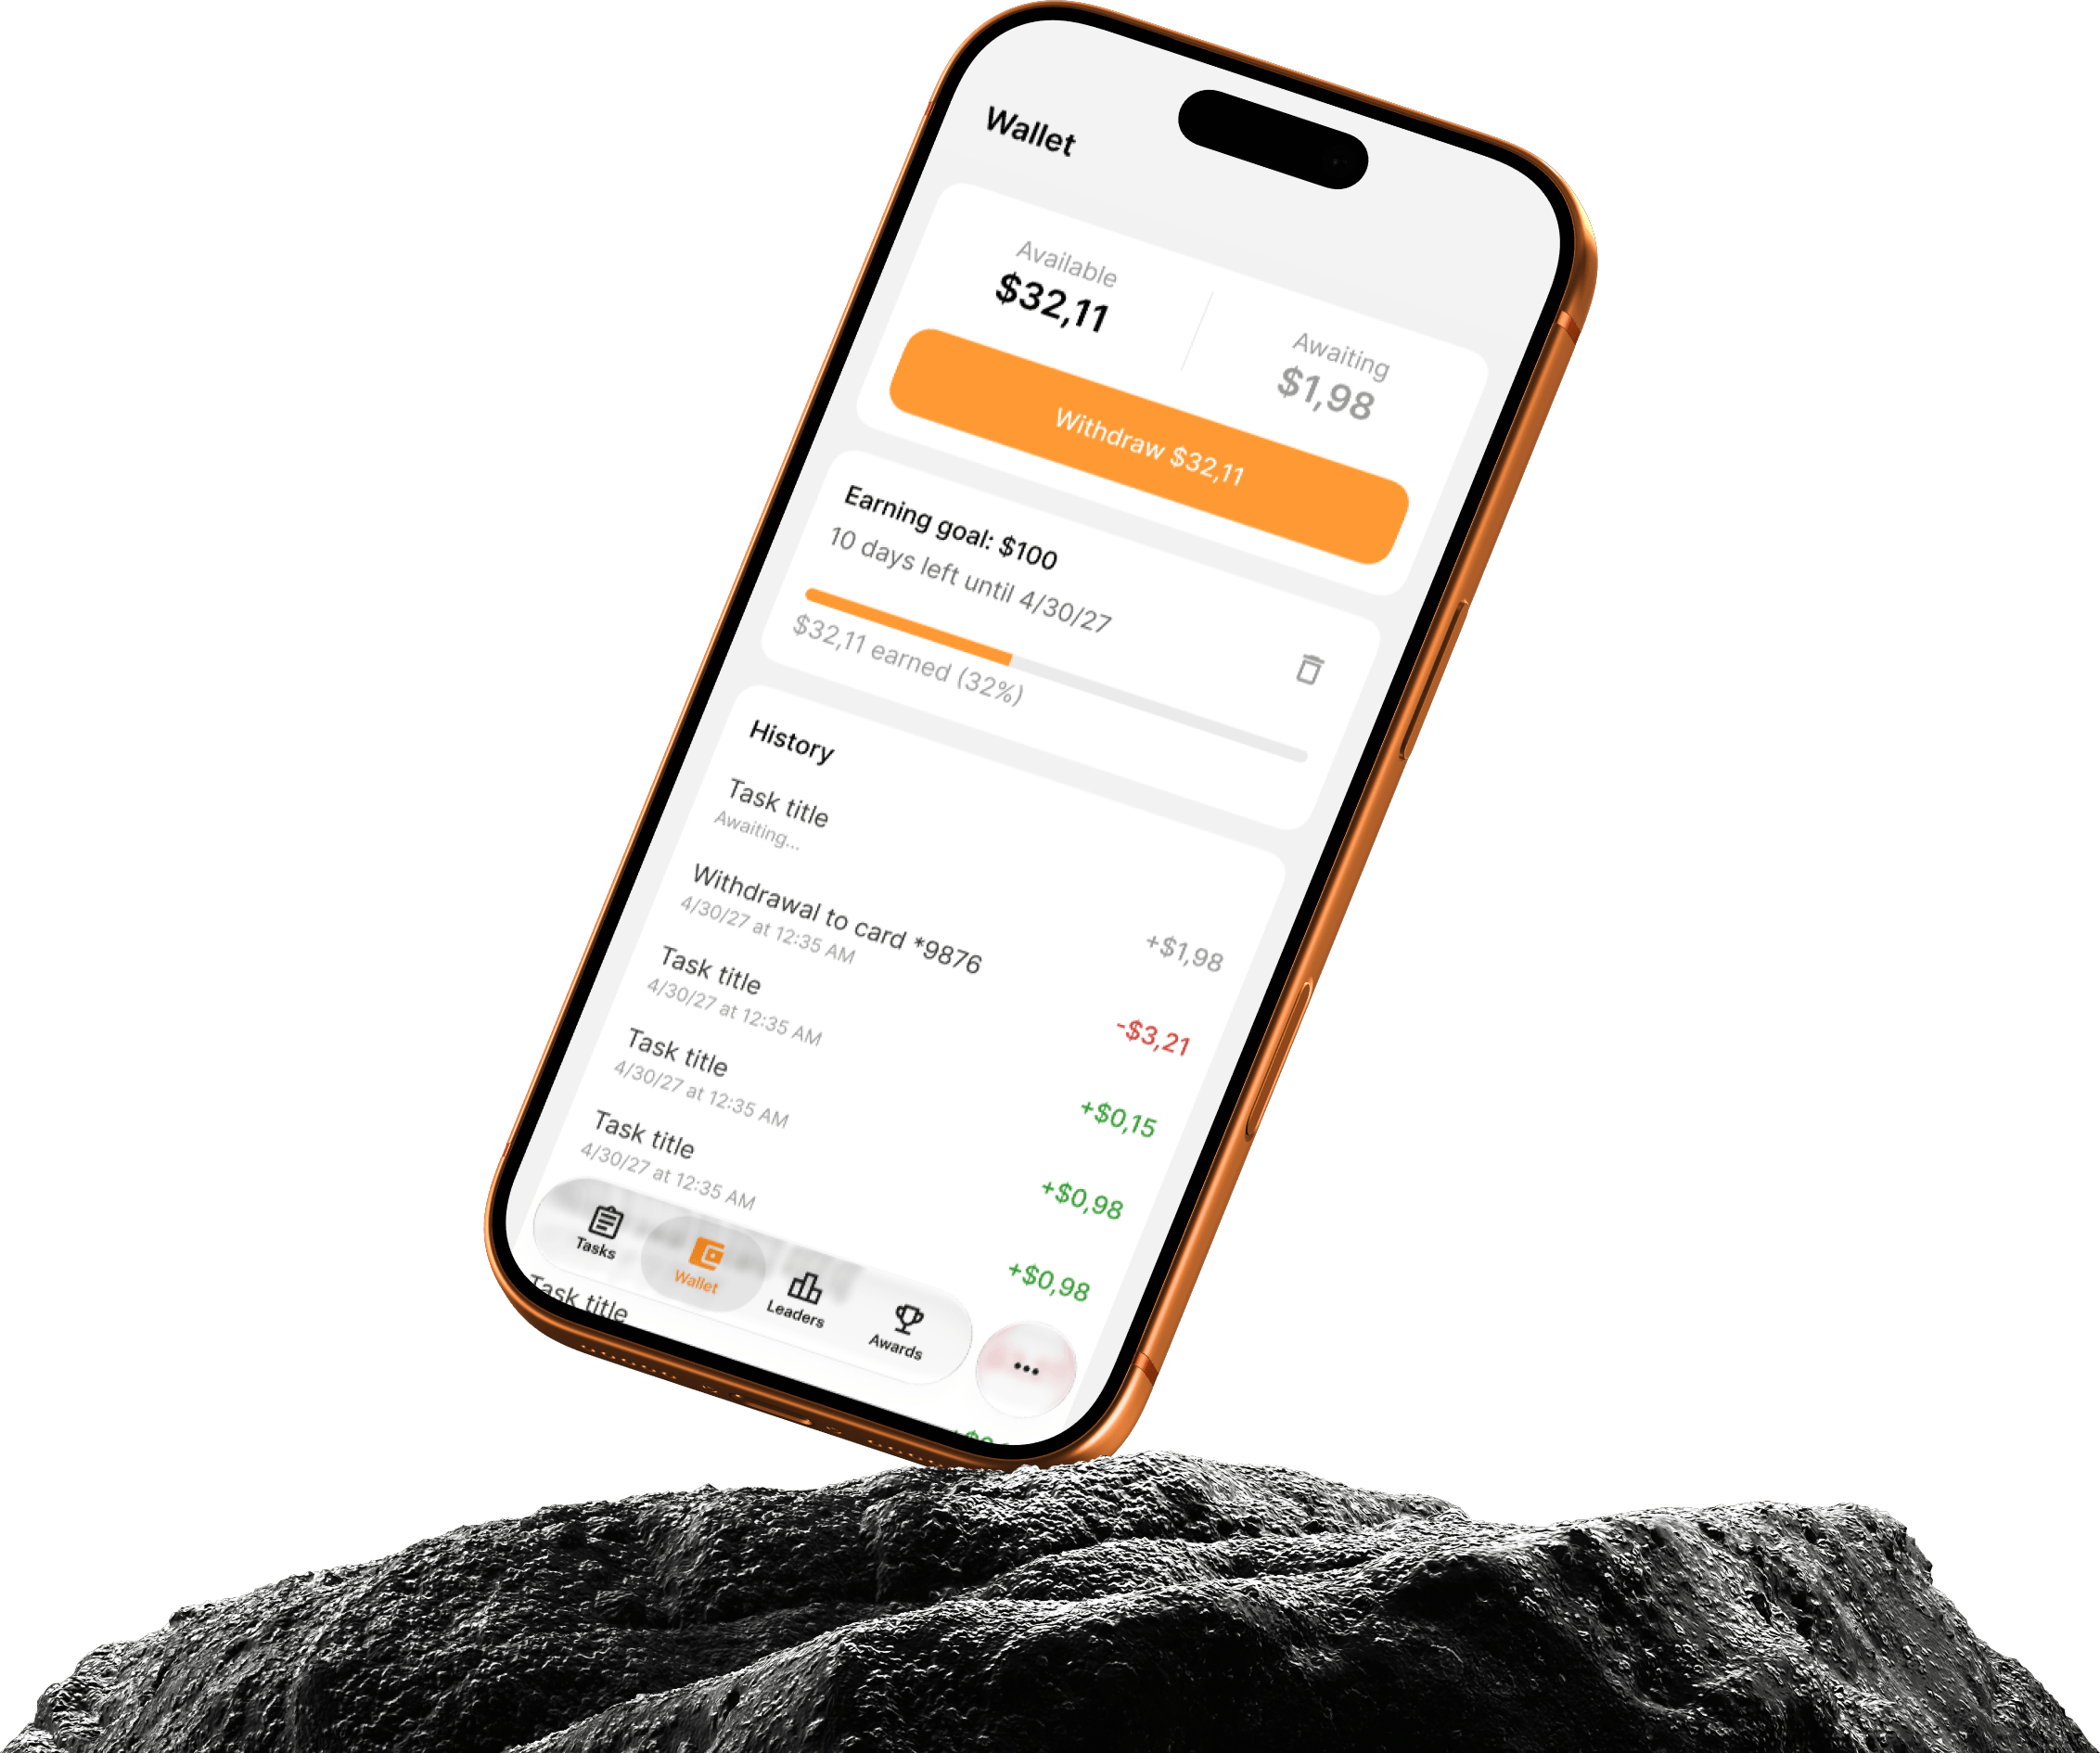 Wallet
Available
$32,11
Awaiting
$1,98
Withdraw $32,11
Earning goal: $100
10 days left until 4/30/27
$32,11 earned (32%)
History
Task title
Awaiting...
+$1,98
Withdrawal to card *9876
4/30/27 at 12:35 AM
-$3,21
Task title
4/30/27 at 12:35 AM
+$0,15
Task title
4/30/27 at 12:35 AM
+$0,98
Task title
4/30/27 at 12:35 AM
+$0,98
Tasks
Wallet
Leaders
Awards
Task title